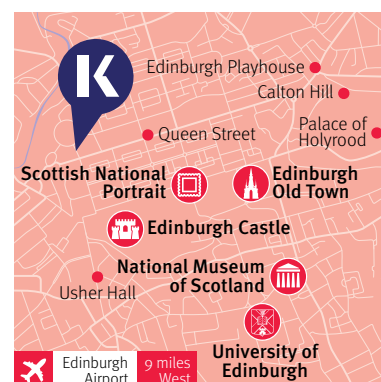 K
Edinburgh Playhouse
Calton Hill
Palace of
Holyrood
Queen Street
Scottish National
Portrait
Edinburgh
Old Town
Edinburgh Castle
National Museum
of Scotland
Usher Hall
University of
Edinburgh
Edinburgh
Airport
9 miles
West